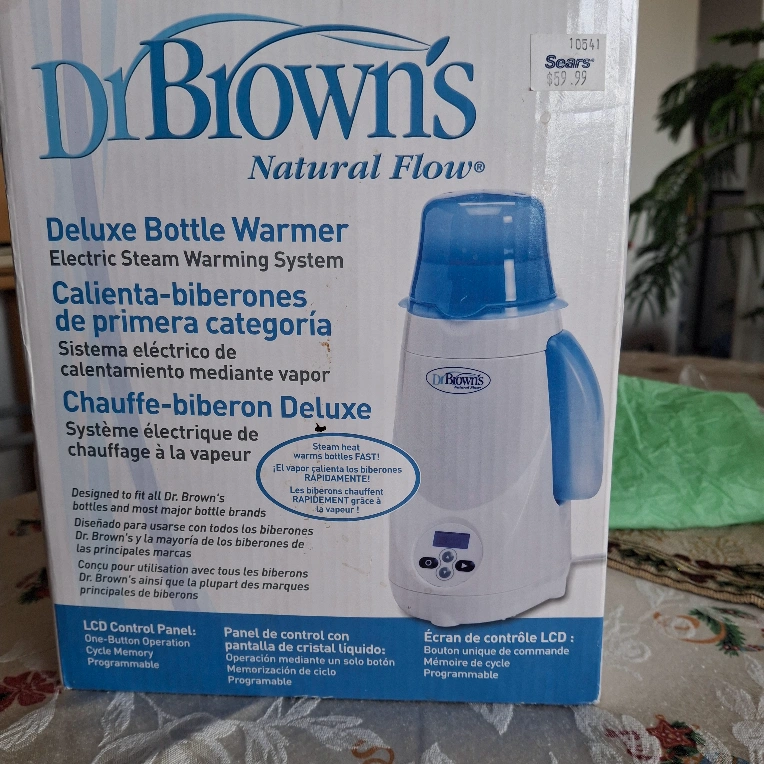 10541
Sears
$59.99
Dr Brown's
Natural Flow®
Deluxe Bottle Warmer
Electric Steam Warming System
Calienta-biberones
de primera categoría
Sistema eléctrico de
calentamiento mediante vapor
Chauffe-biberon Deluxe
Système électrique de
chauffage à la vapeur
Steam heat
warms bottles FAST!
¡El vapor calienta los biberones
RÁPIDAMENTE!
Les biberons chauffent
RAPIDEMENT grâce à
la vapeur !
Dr Brown's
Natural Flow
Designed to fit all Dr. Brown's
bottles and most major bottle brands
Diseñado para usarse con todos los biberones
Dr. Brown's y la mayoría de los biberones de
las principales marcas
Conçu pour utilisation avec tous les biberons
Dr. Brown's ainsi que la plupart des marques
principales de biberons
LCD Control Panel:
One-Button Operation
Cycle Memory
Programmable
Panel de control con
pantalla de cristal líquido:
Operación mediante un solo botón
Memorización de ciclo
Programable
Écran de contrôle LCD :
Bouton unique de commande
Mémoire de cycle
Programmable